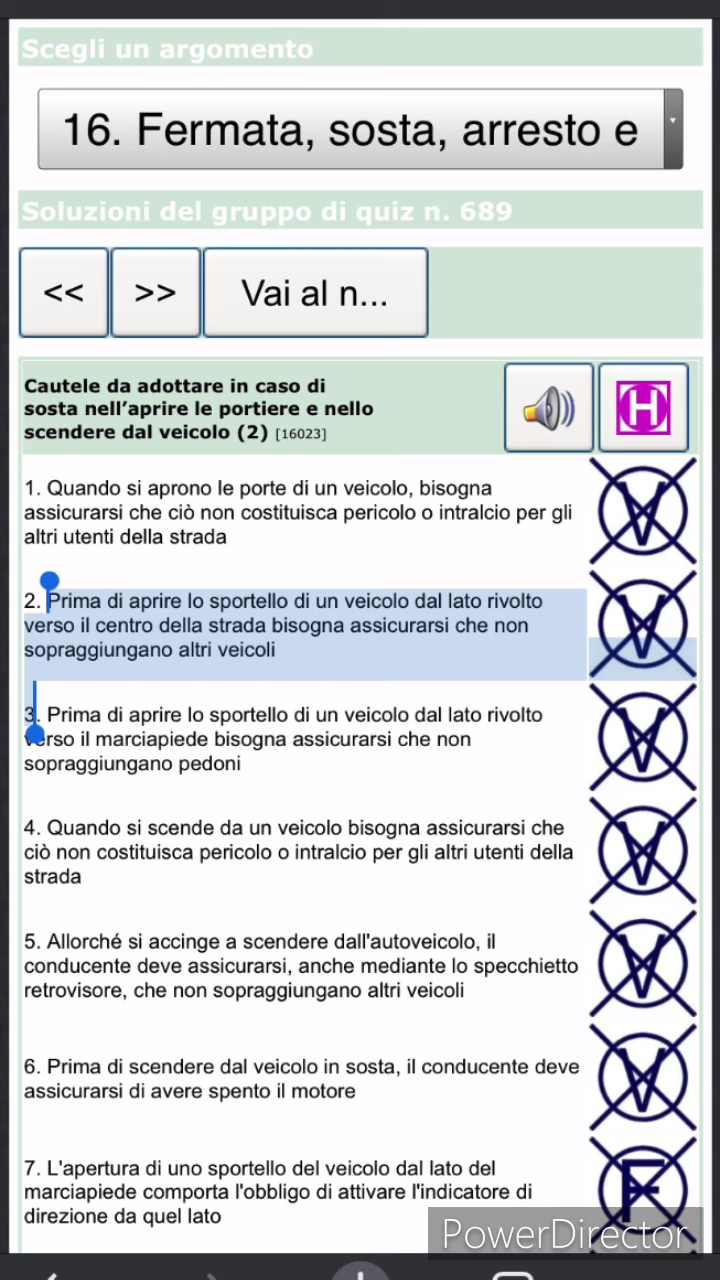 Scegli un argomento
16. Fermata, sosta, arresto e
Soluzioni del gruppo di quiz n. 689
<< >> Vai al n...
Cautele da adottare in caso di
sosta nell’aprire le portiere e nello
scendere dal veicolo (2) [16023]
H
1. Quando si aprono le porte di un veicolo, bisogna
assicurarsi che ciò non costituisca pericolo o intralcio per gli
altri utenti della strada
V
2. Prima di aprire lo sportello di un veicolo dal lato rivolto
verso il centro della strada bisogna assicurarsi che non
sopraggiungano altri veicoli
V
3. Prima di aprire lo sportello di un veicolo dal lato rivolto
verso il marciapiede bisogna assicurarsi che non
sopraggiungano pedoni
V
4. Quando si scende da un veicolo bisogna assicurarsi che
ciò non costituisca pericolo o intralcio per gli altri utenti della
strada
V
5. Allorché si accinge a scendere dall'autoveicolo, il
conducente deve assicurarsi, anche mediante lo specchietto
retrovisore, che non sopraggiungano altri veicoli
V
6. Prima di scendere dal veicolo in sosta, il conducente deve
assicurarsi di avere spento il motore
V
7. L'apertura di uno sportello del veicolo dal lato del
marciapiede comporta l'obbligo di attivare l'indicatore di
direzione da quel lato
F
PowerDirector